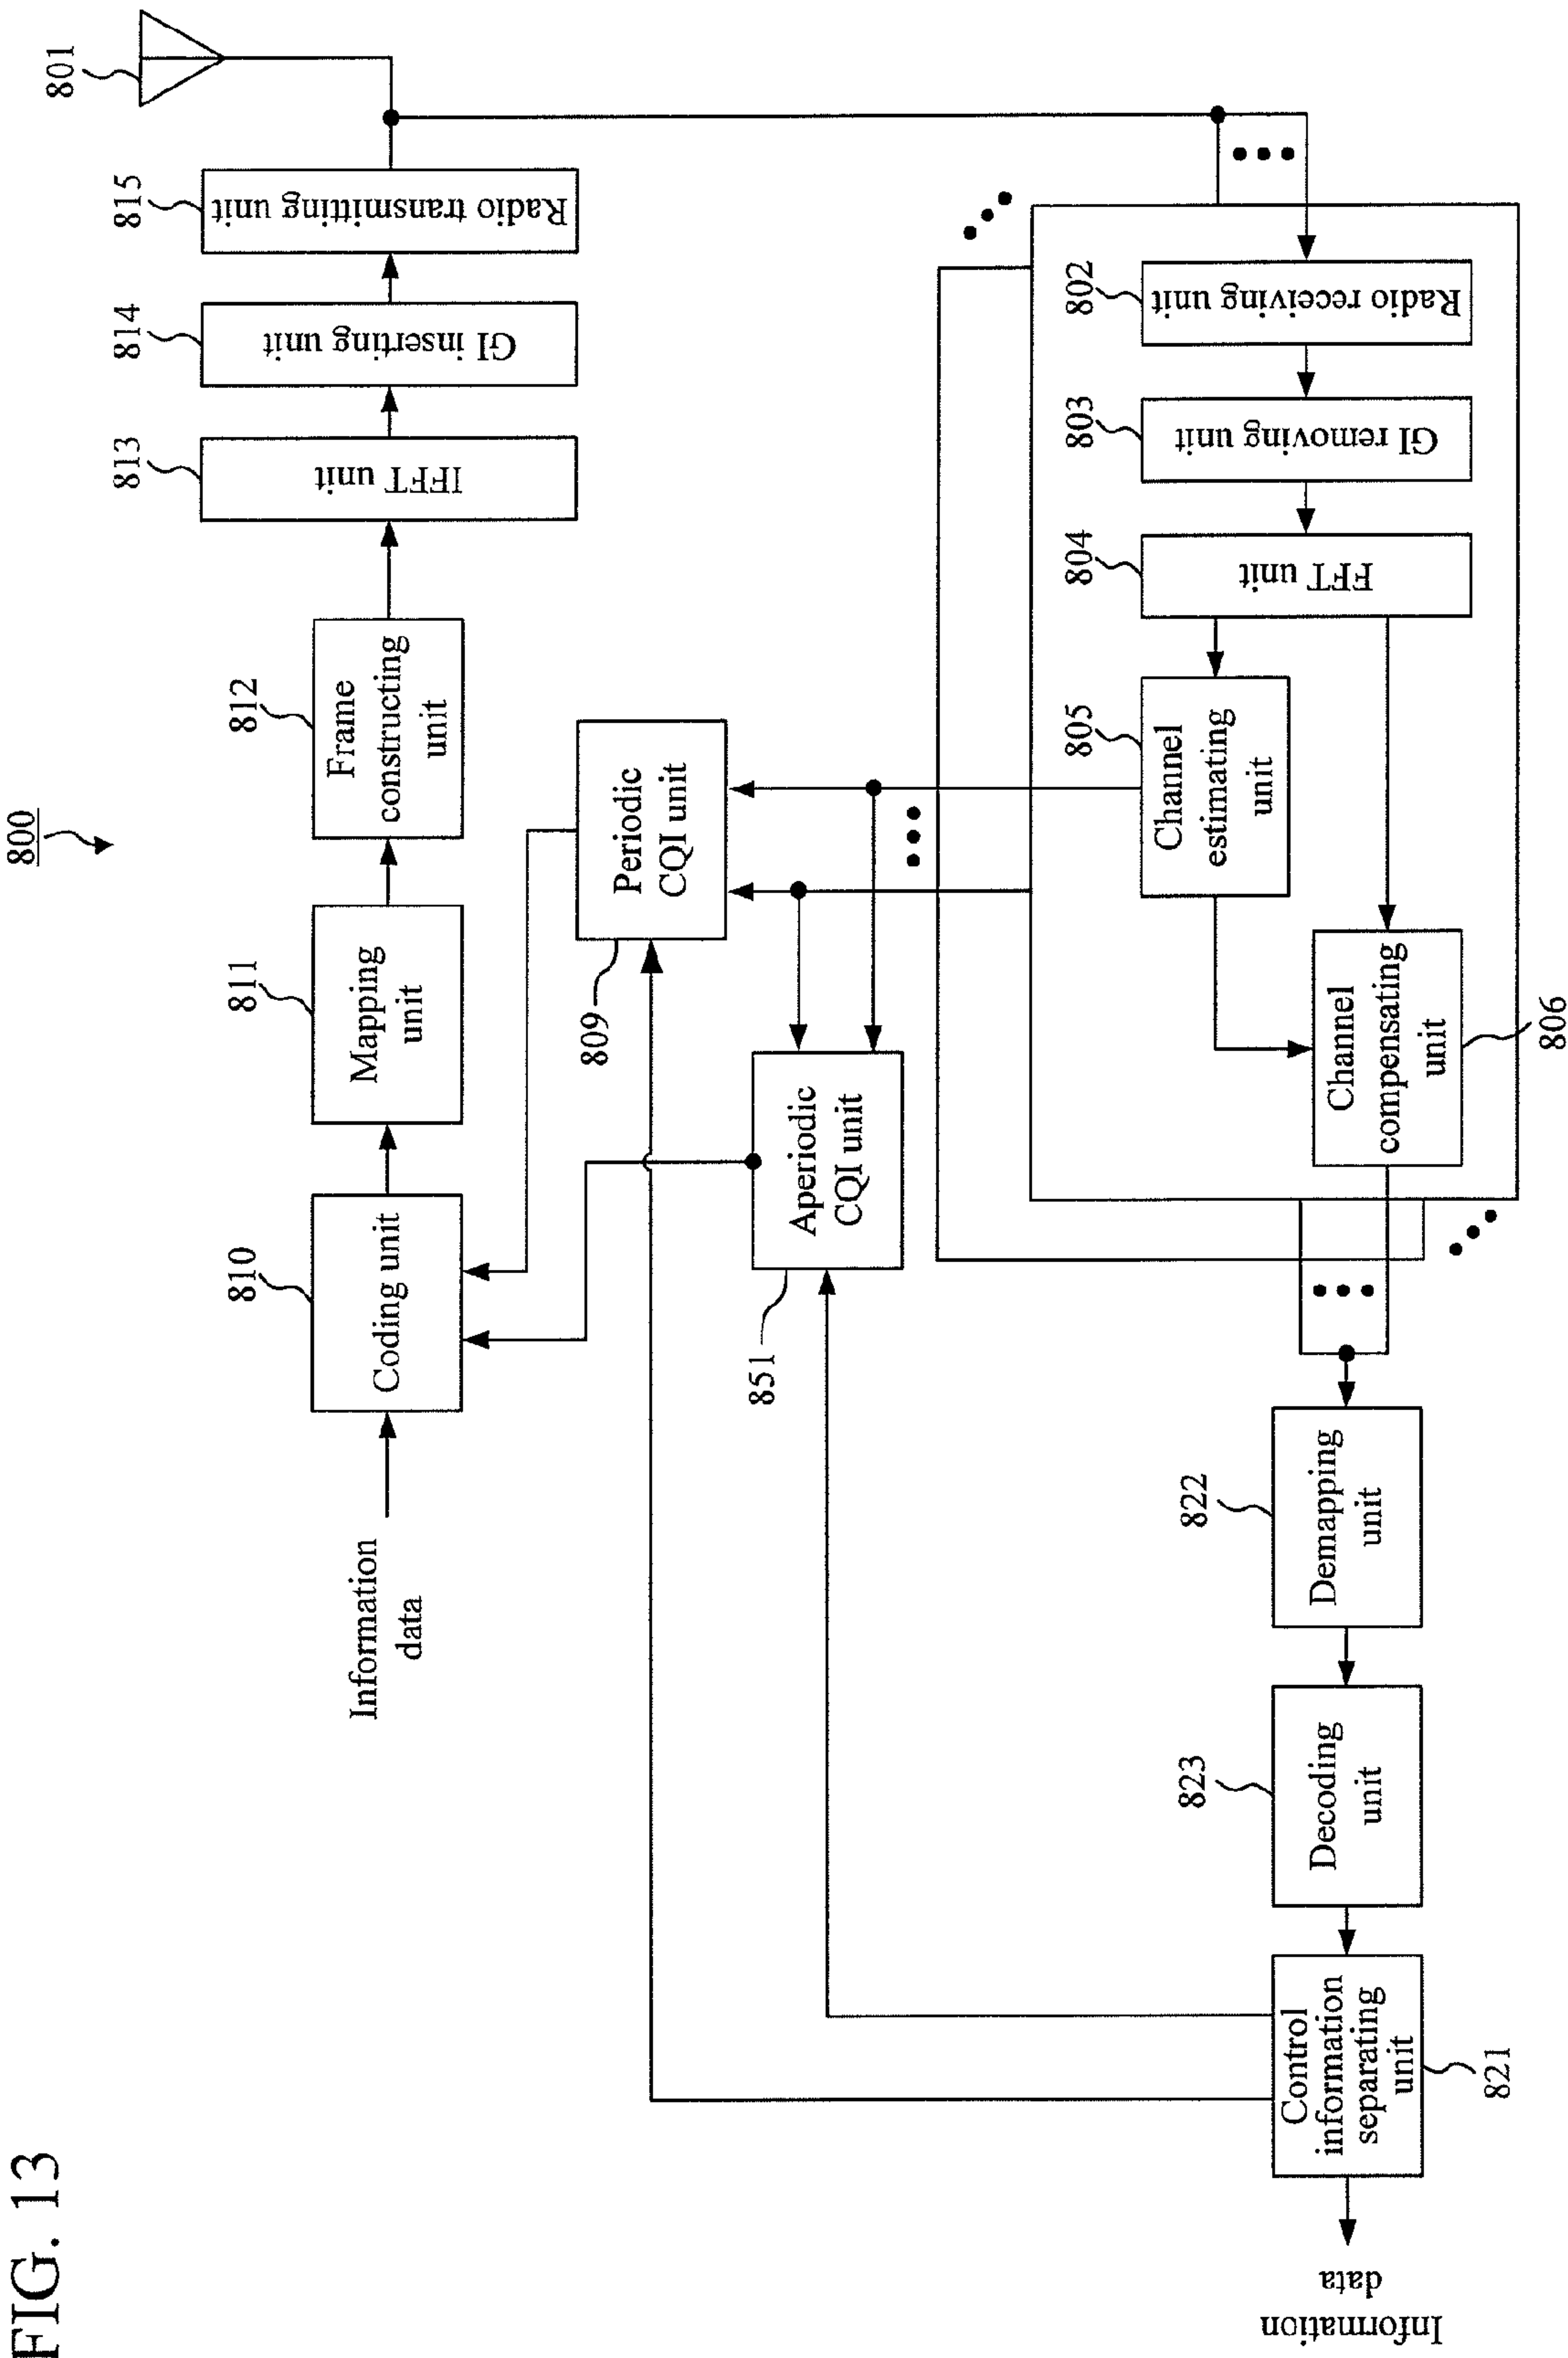 FIG. 13
800
801
Information
data
810
Coding unit
811
Mapping
unit
812
Frame
constructing
unit
813
IFFT unit
814
GI inserting unit
815
Radio transmitting unit
809
Periodic
CQI unit
851
Aperiodic
CQI unit
802
Radio receiving unit
803
GI removing unit
804
FFT unit
805
Channel
estimating
unit
806
Channel
compensating
unit
822
Demapping
unit
823
Decoding
unit
821
Control
information
separating
unit
Information
data